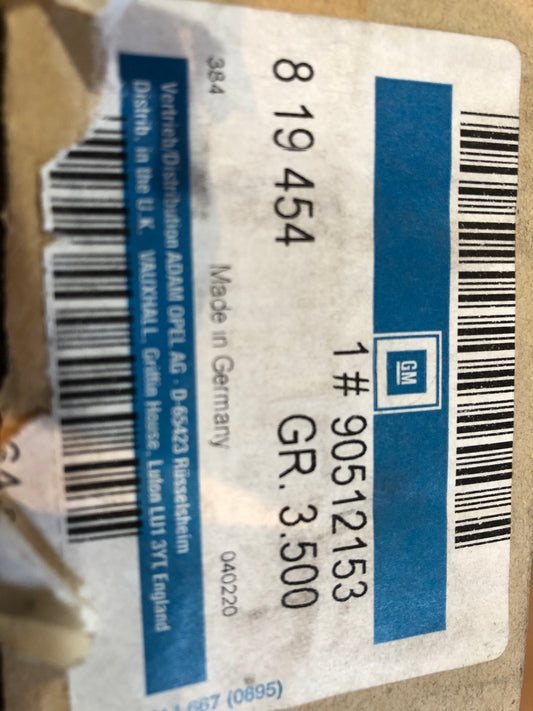 GM
1# 90512153
8 19 454 GR. 3.500
384 Made in Germany 040220
Vertrieb/Distribution ADAM OPEL AG · D-65423 Rüsselsheim
Distrib. in the U.K. VAUXHALL, Griffin House, Luton LU1 3YT, England
(0695)